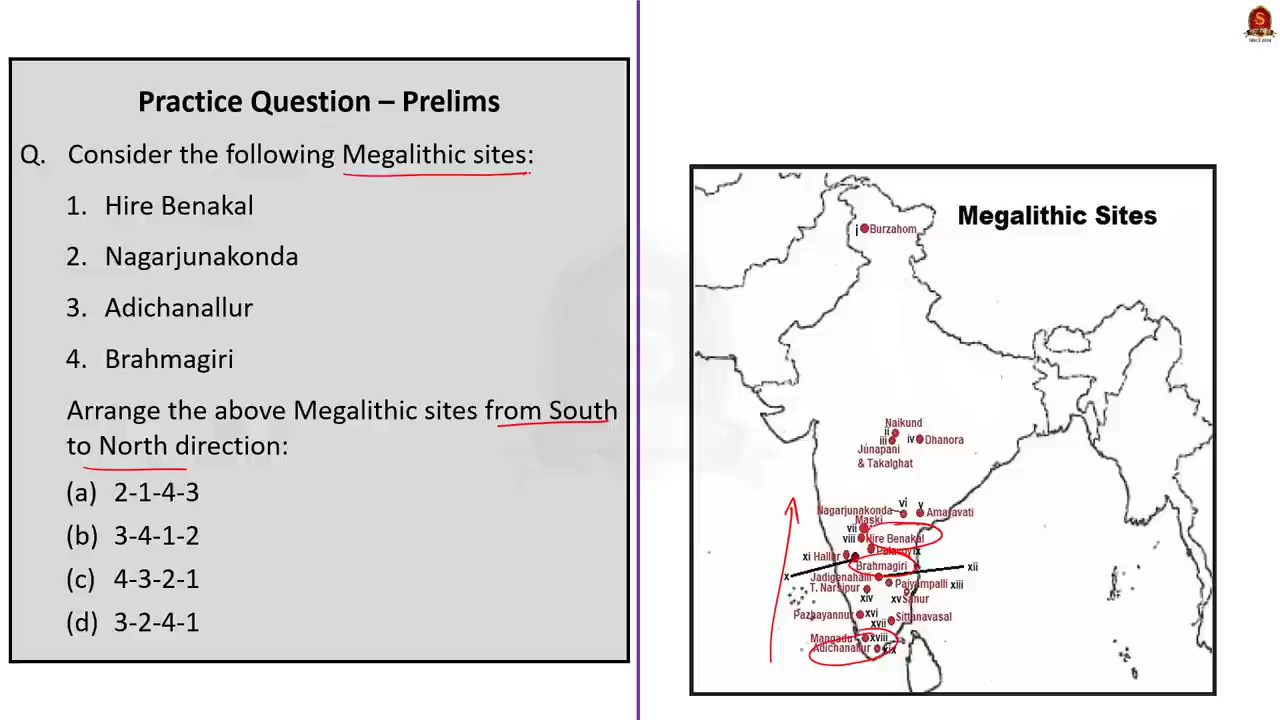 Practice Question – Prelims
Q. Consider the following Megalithic sites:
1. Hire Benakal
2. Nagarjunakonda
3. Adichanallur
4. Brahmagiri
Arrange the above Megalithic sites from South
to North direction:
(a) 2-1-4-3
(b) 3-4-1-2
(c) 4-3-2-1
(d) 3-2-4-1
S
SINCE 2004
Megalithic Sites
i Burzahom
Naikund
ii
iii iv Dhanora
Junapani
& Takalghat
vi v
Nagarjunakonda Amaravati
Maski
vii
viii Hire Benakal
ix
xi Hallur
Brahmagiri
x xii
Jadigenahalli
Paiyampalli xiii
T. Narsipur
xiv xv Sanur
Pazhayannur xvi
xvii Sittanavasal
Mangadu xviii
Adichanallur xix